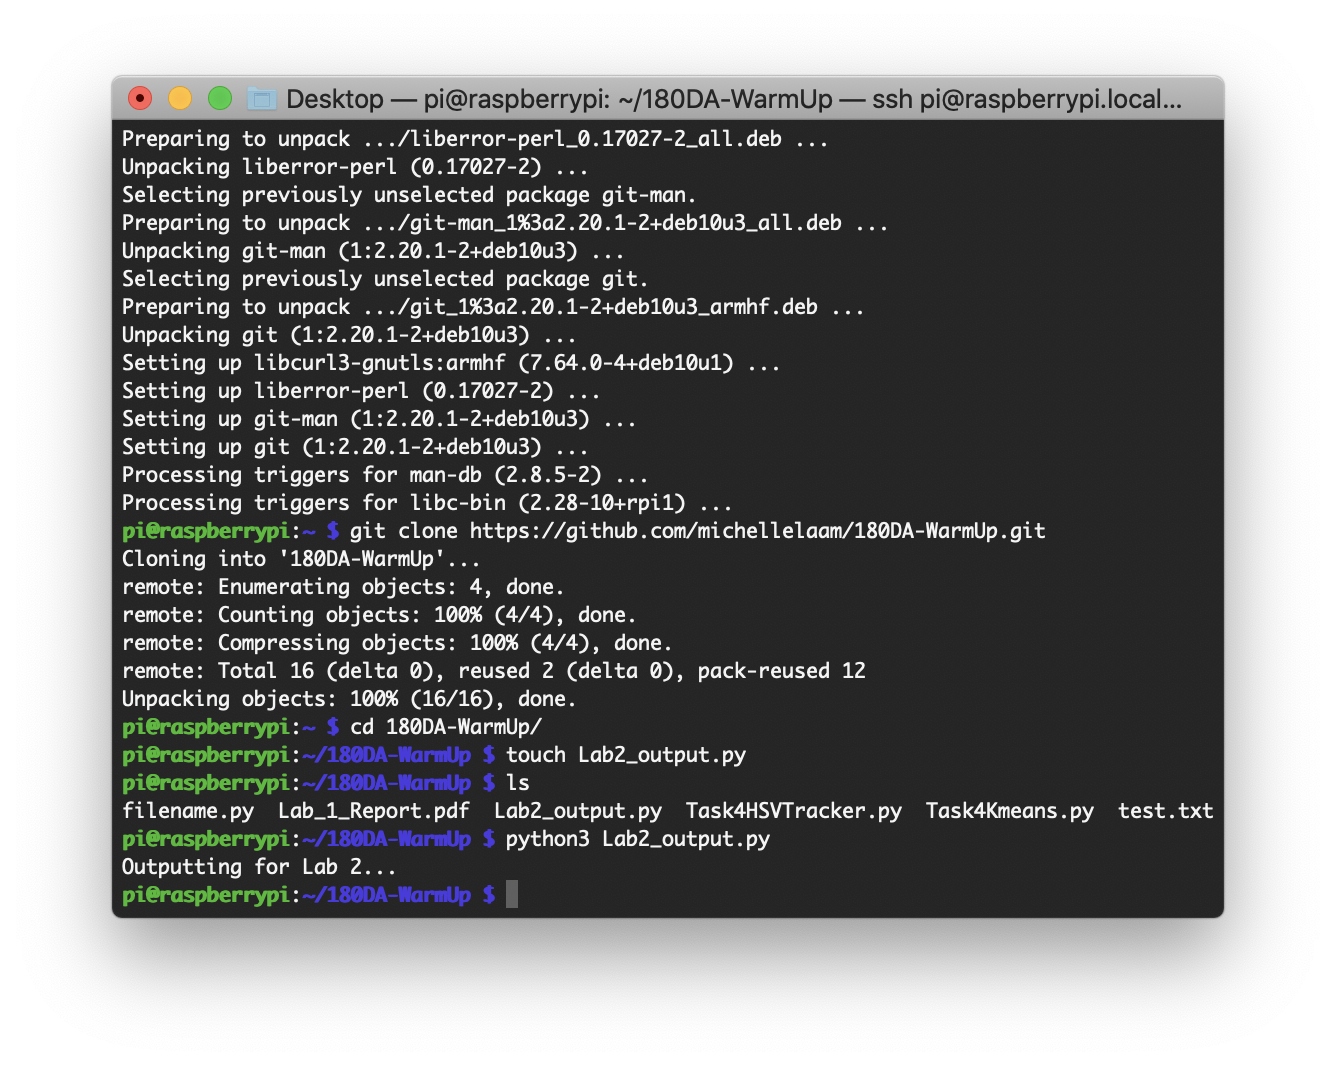 Desktop — pi@raspberrypi: ~/180DA-WarmUp — ssh pi@raspberrypi.local...
Preparing to unpack .../liberror-perl_0.17027-2_all.deb ...
Unpacking liberror-perl (0.17027-2) ...
Selecting previously unselected package git-man.
Preparing to unpack .../git-man_1%3a2.20.1-2+deb10u3_all.deb ...
Unpacking git-man (1:2.20.1-2+deb10u3) ...
Selecting previously unselected package git.
Preparing to unpack .../git_1%3a2.20.1-2+deb10u3_armhf.deb ...
Unpacking git (1:2.20.1-2+deb10u3) ...
Setting up libcurl3-gnutls:armhf (7.64.0-4+deb10u1) ...
Setting up liberror-perl (0.17027-2) ...
Setting up git-man (1:2.20.1-2+deb10u3) ...
Setting up git (1:2.20.1-2+deb10u3) ...
Processing triggers for man-db (2.8.5-2) ...
Processing triggers for libc-bin (2.28-10+rpi1) ...
pi@raspberrypi:~ $ git clone https://github.com/michellelaam/180DA-WarmUp.git
Cloning into '180DA-WarmUp'...
remote: Enumerating objects: 4, done.
remote: Counting objects: 100% (4/4), done.
remote: Compressing objects: 100% (4/4), done.
remote: Total 16 (delta 0), reused 2 (delta 0), pack-reused 12
Unpacking objects: 100% (16/16), done.
pi@raspberrypi:~ $ cd 180DA-WarmUp/
pi@raspberrypi:~/180DA-WarmUp $ touch Lab2_output.py
pi@raspberrypi:~/180DA-WarmUp $ ls
filename.py  Lab_1_Report.pdf  Lab2_output.py  Task4HSVTracker.py  Task4Kmeans.py  test.txt
pi@raspberrypi:~/180DA-WarmUp $ python3 Lab2_output.py
Outputting for Lab 2...
pi@raspberrypi:~/180DA-WarmUp $